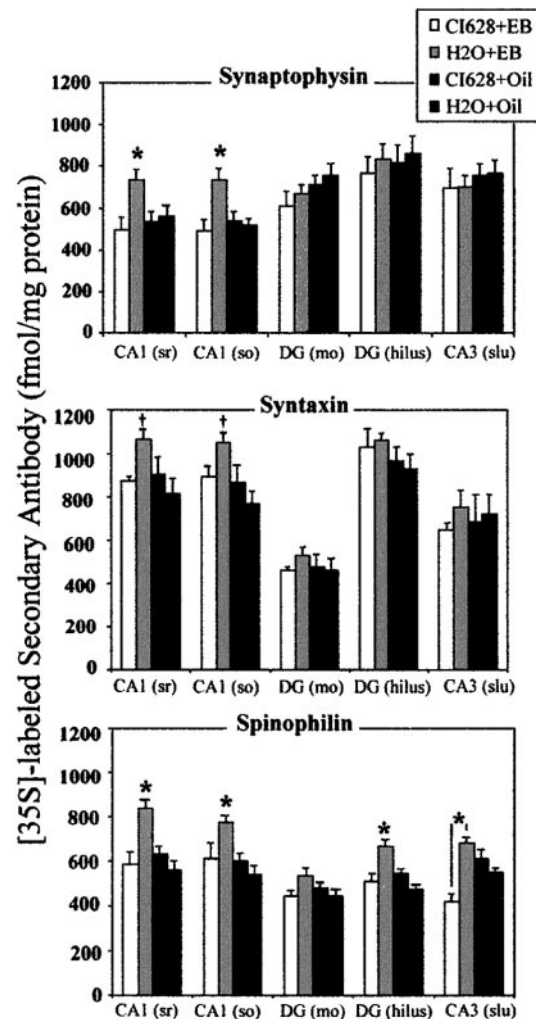 CI628+EB
H2O+EB
CI628+Oil
H2O+Oil
[35S]-labeled Secondary Antibody (fmol/mg protein)
Synaptophysin
1200
1000
800
600
400
200
0
* *
CA1 (sr) CA1 (so) DG (mo) DG (hilus) CA3 (slu)
Syntaxin
1200
1000
800
600
400
200
0
† †
CA1 (sr) CA1 (so) DG (mo) DG (hilus) CA3 (slu)
Spinophilin
1200
1000
800
600
400
200
0
* * * *
CA1 (sr) CA1 (so) DG (mo) DG (hilus) CA3 (slu)